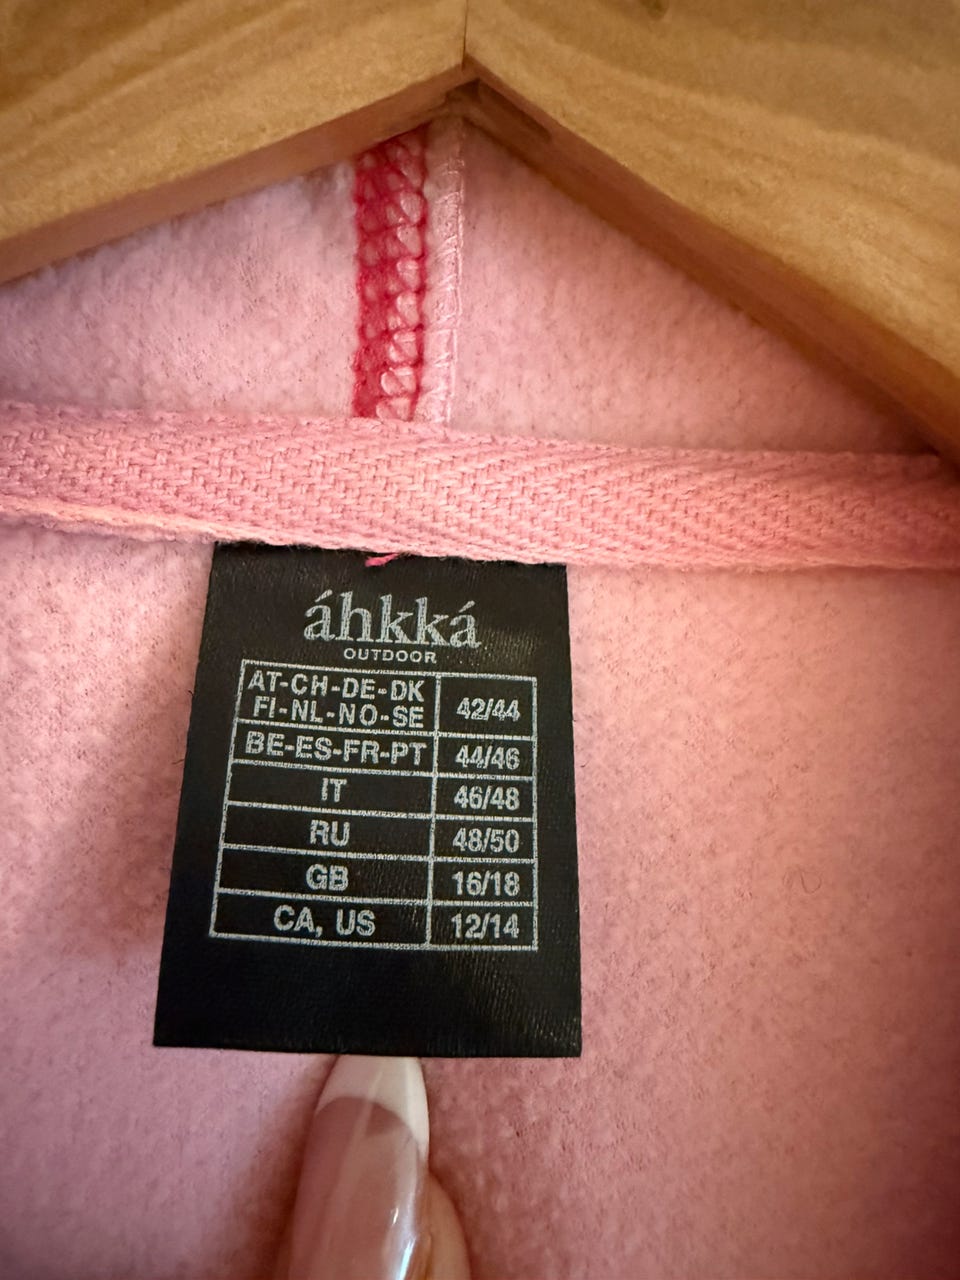 áhkká
OUTDOOR
AT-CH-DE-DK
FI-NL-NO-SE 42/44
BE-ES-FR-PT 44/46
IT 46/48
RU 48/50
GB 16/18
CA, US 12/14